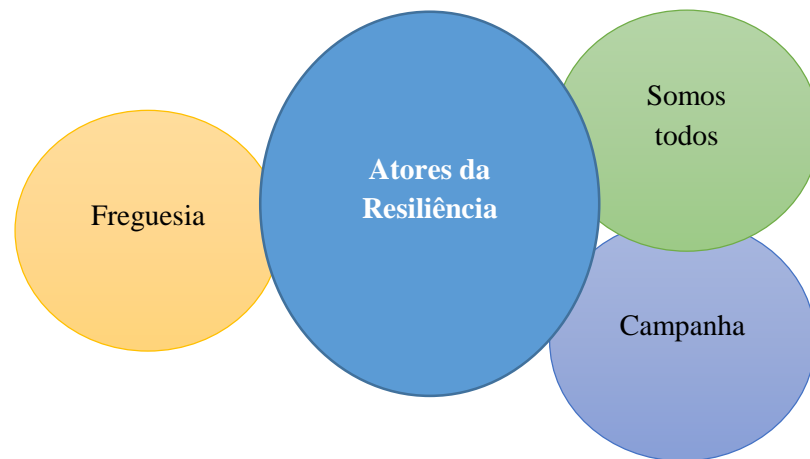 Freguesia
Atores da
Resiliência
Somos
todos
Campanha